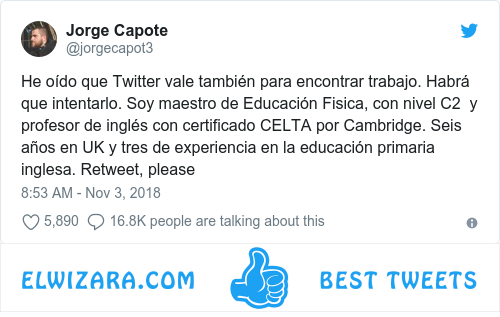 Jorge Capote
@jorgecapot3
He oído que Twitter vale también para encontrar trabajo. Habrá
que intentarlo. Soy maestro de Educación Fisica, con nivel C2  y
profesor de inglés con certificado CELTA por Cambridge. Seis
años en UK y tres de experiencia en la educación primaria
inglesa. Retweet, please
8:53 AM - Nov 3, 2018
5,890 16.8K people are talking about this
ELWIZARA.COM BEST TWEETS